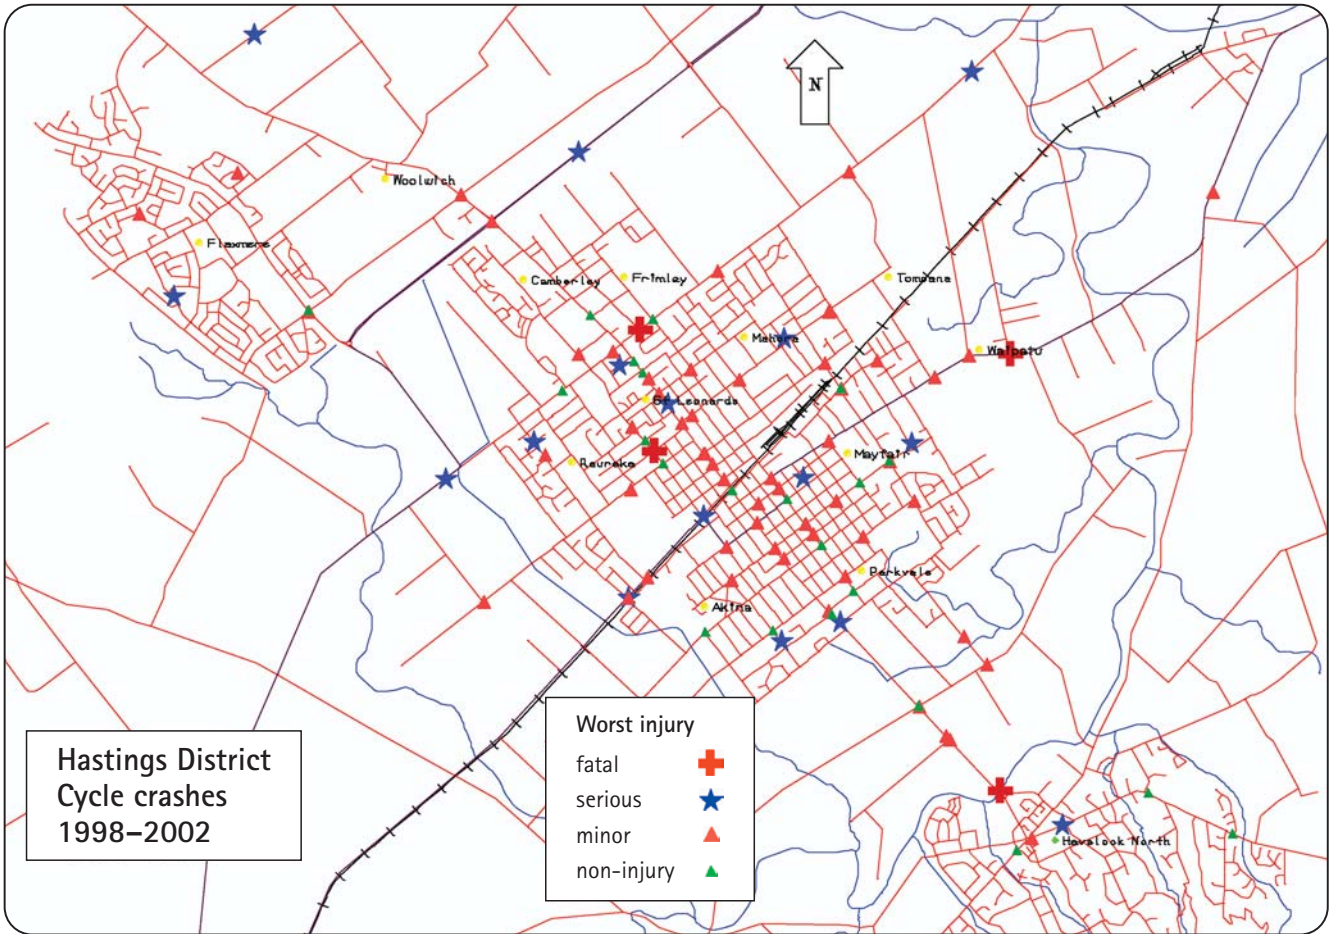 N
Woolwich
Flaxmere
Camberley
Frimley
Tomoana
Mahora
Waipatu
St Leonards
Mayfair
Raureka
Parkvale
Akina
Worst injury
fatal
serious
minor
non-injury
Hastings District
Cycle crashes
1998–2002
Havelock North